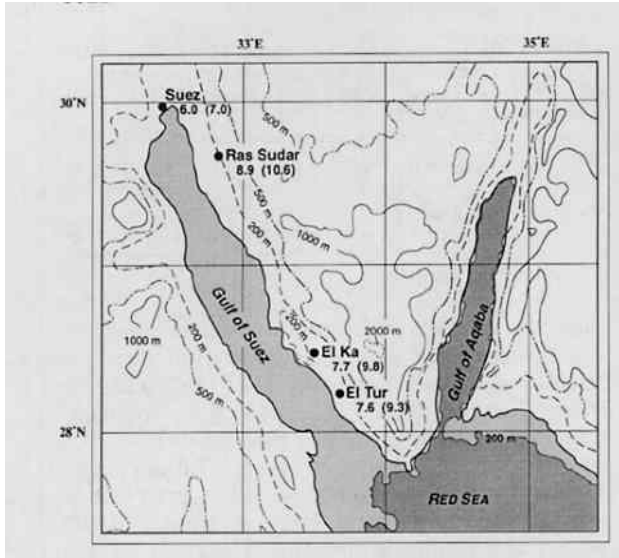 33°E
35°E
30°N
Suez
6.0 (7.0)
500 m
Ras Sudar
8.9 (10.6)
500 m
200 m
1000 m
Gulf of Suez
200 m
2000 m
Gulf of Aqaba
1000 m
200 m
El Ka
7.7 (9.8)
500 m
El Tur
7.6 (9.3)
28°N
200 m
RED SEA